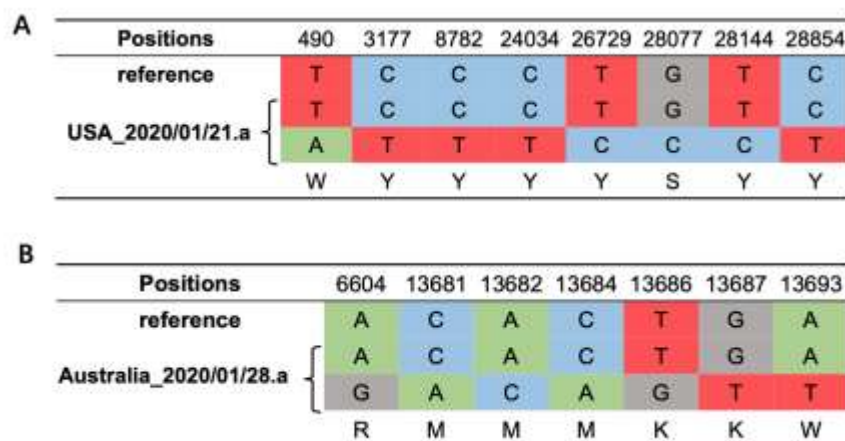 A
Positions 490 3177 8782 24034 26729 28077 28144 28854
reference T C C C T G T C
T C C C T G T C
USA_2020/01/21.a
A T T T C C C T
W Y Y Y Y S Y Y
B
Positions 6604 13681 13682 13684 13686 13687 13693
reference A C A C T G A
A C A C T G A
Australia_2020/01/28.a
G A C A G T T
R M M M K K W